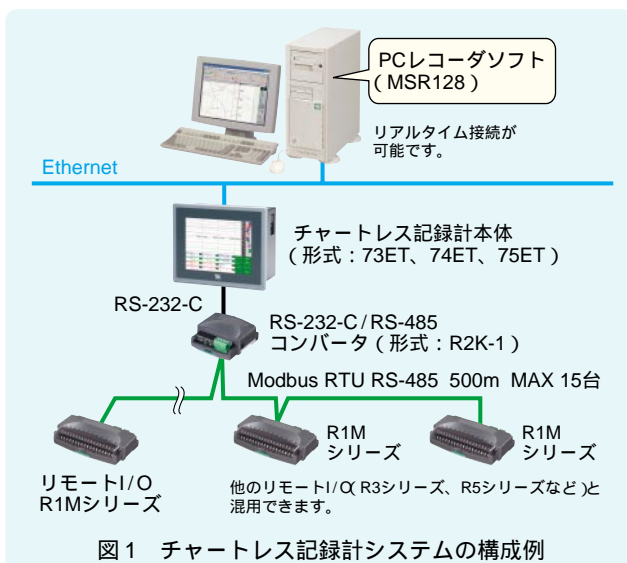 PCレコーダソフト
（MSR128）
リアルタイム接続が
可能です。
Ethernet
チャートレス記録計本体
（形式：73ET、74ET、75ET）
RS-232-C
RS-232-C/RS-485
コンバータ（形式：R2K-1）
Modbus RTU RS-485 500m MAX 15台
R1M
シリーズ
R1M
シリーズ
リモートI/O
R1Mシリーズ
他のリモートI/O（R3シリーズ、R5シリーズなど）と
混用できます。
図1 チャートレス記録計システムの構成例